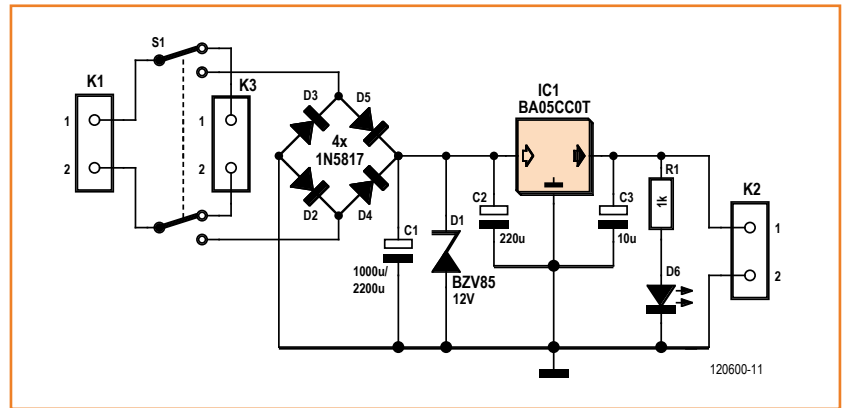 S1
K1
K3
1
2
1
2
D3
D5
4x
1N5817
D2
D4
C1
1000u/
2200u
D1
BZV85
12V
C2
220u
IC1
BA05CC0T
C3
10u
R1
1k
D6
K2
1
2
120600-11